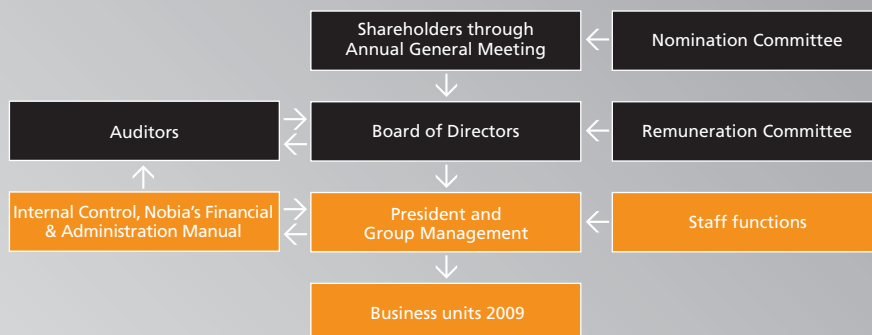 Shareholders through
Annual General Meeting
Nomination Committee
Auditors
Board of Directors
Remuneration Committee
Internal Control, Nobia's Financial
& Administration Manual
President and
Group Management
Staff functions
Business units 2009